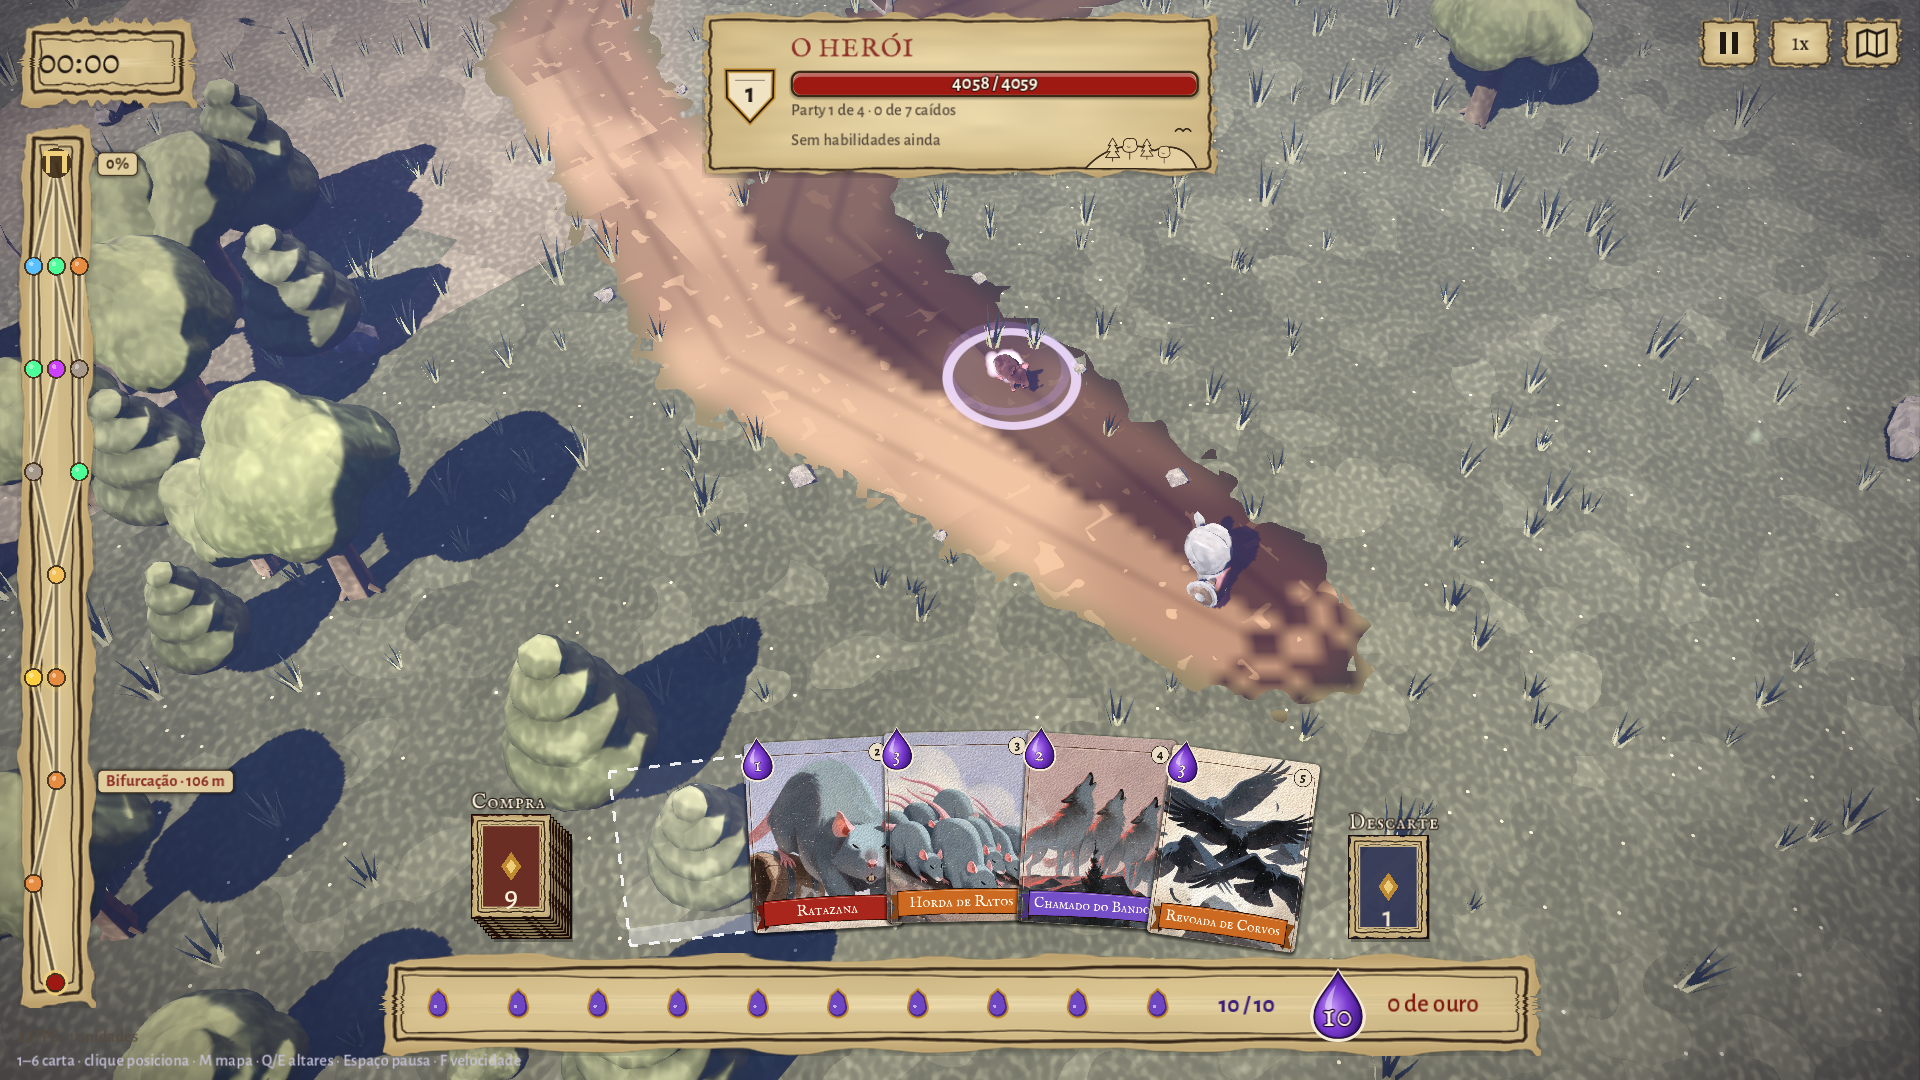 00:00
O HERÓI
4058 / 4059
1
Party 1 de 4 · 0 de 7 caídos
Sem habilidades ainda
1x
0%
Bifurcação · 106 m
Compra
9
1
2
Ratazana
3
3
Horda de Ratos
2
4
Chamado do Bando
3
5
Revoada de Corvos
Descarte
1
10 / 10
10
0 de ouro
1–6 carta · clique posiciona · M mapa · Q/E altares · Espaço pausa · F velocidade